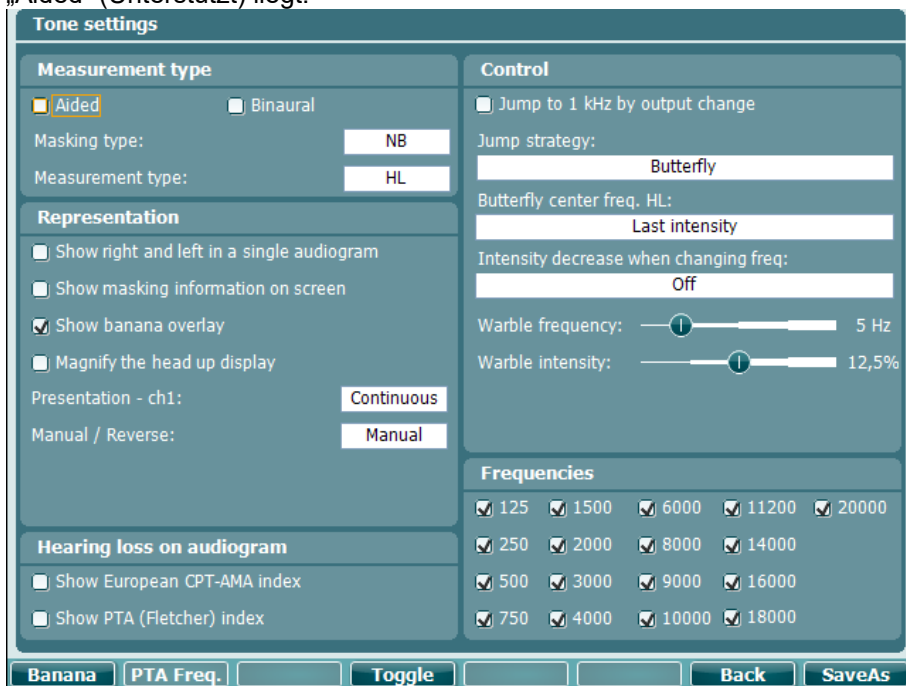 „Aided“ (Unterstützt) liegt.
Tone settings
Measurement type
Aided
Binaural
Masking type:
NB
Measurement type:
HL
Representation
Show right and left in a single audiogram
Show masking information on screen
Show banana overlay
Magnify the head up display
Presentation - ch1:
Continuous
Manual / Reverse:
Manual
Hearing loss on audiogram
Show European CPT-AMA index
Show PTA (Fletcher) index
Control
Jump to 1 kHz by output change
Jump strategy:
Butterfly
Butterfly center freq. HL:
Last intensity
Intensity decrease when changing freq:
Off
Warble frequency:
5 Hz
Warble intensity:
12,5%
Frequencies
125 1500 6000 11200 20000
250 2000 8000 14000
500 3000 9000 16000
750 4000 10000 18000
Banana PTA Freq. Toggle Back SaveAs